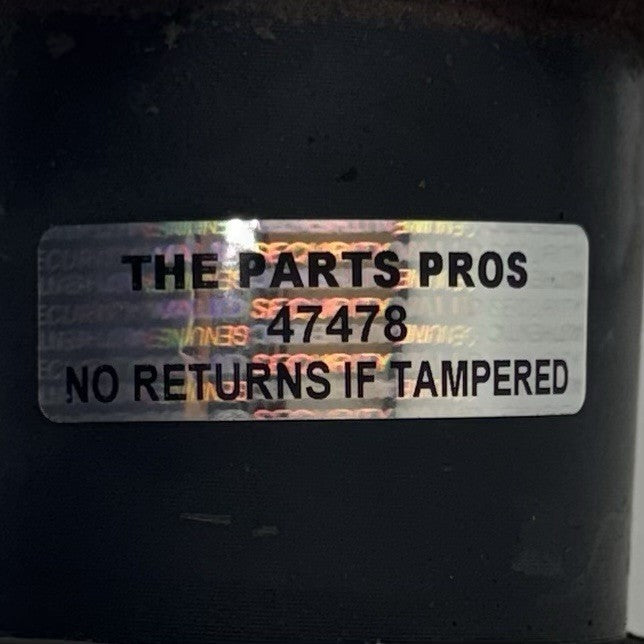 THE PARTS PROS
47478
NO RETURNS IF TAMPERED